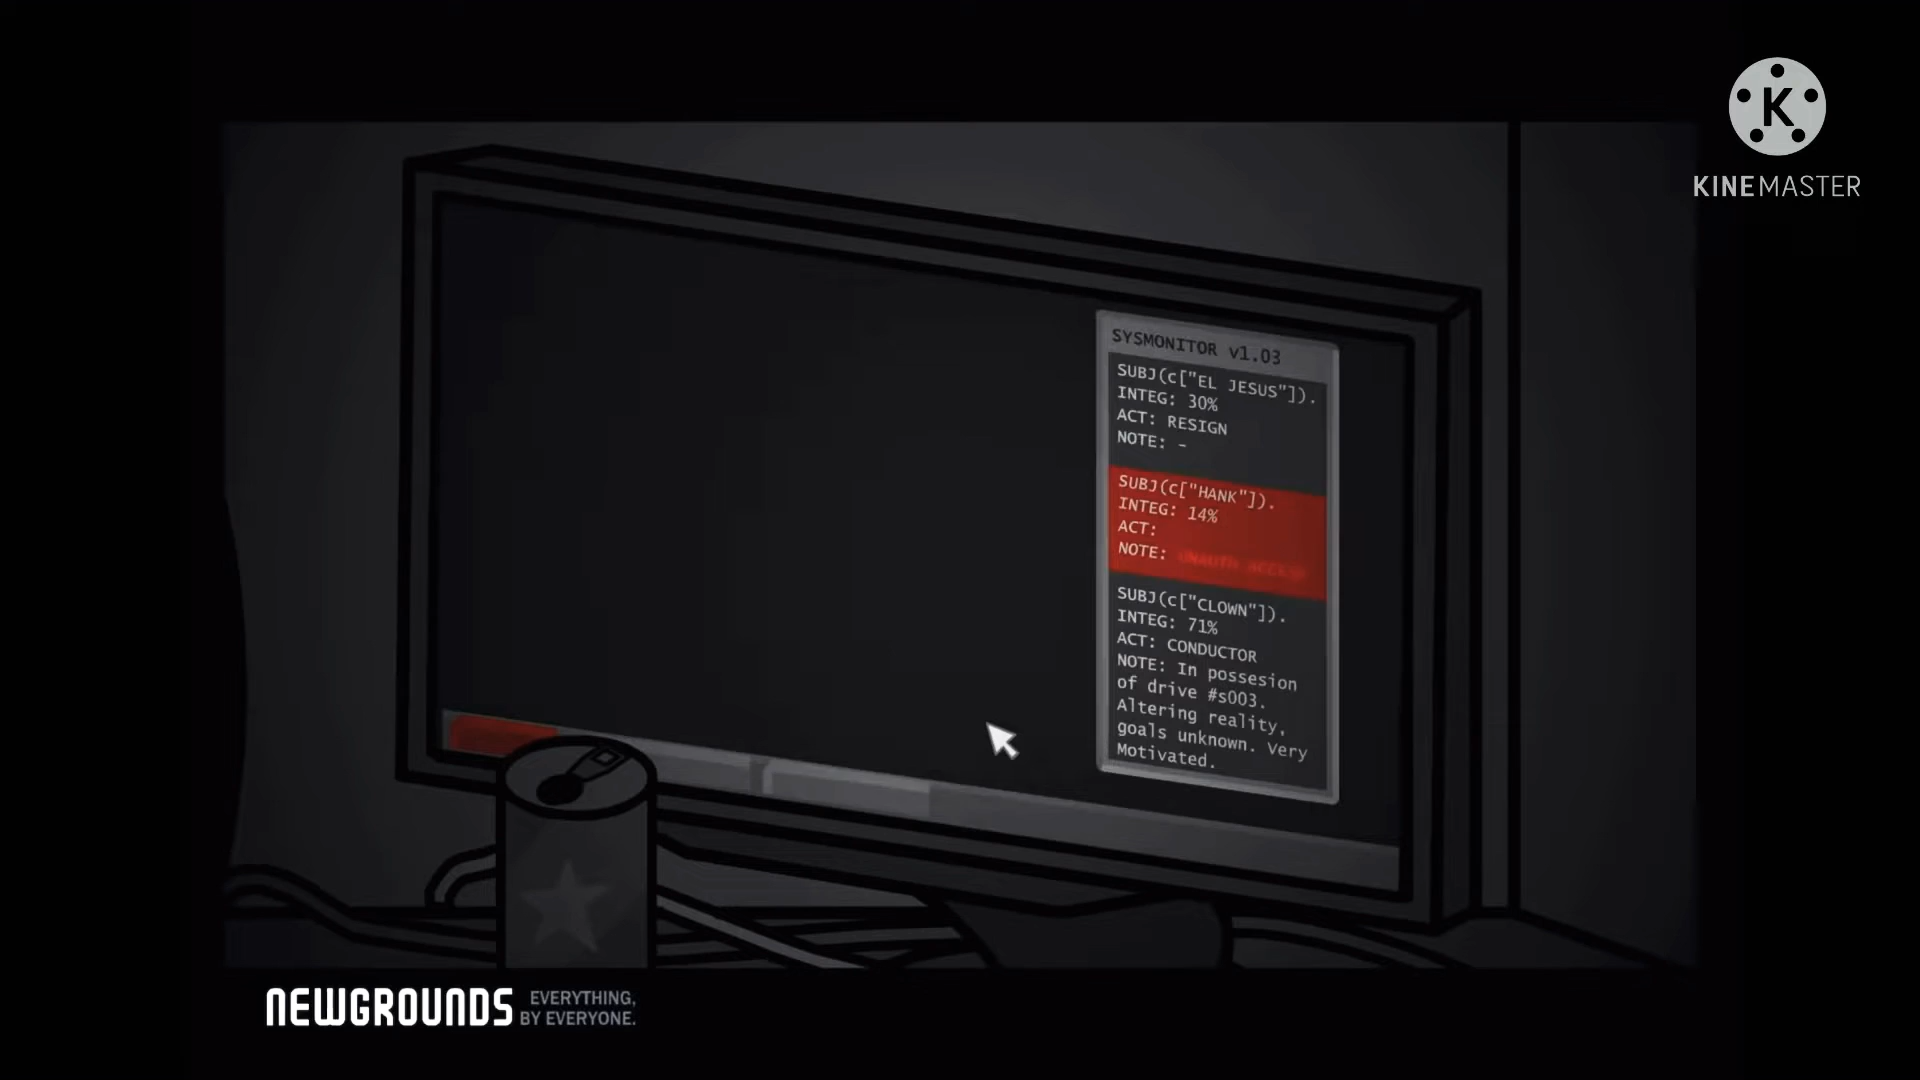 K
KINEMASTER
SYSMONITOR v1.03
SUBJ(c["EL JESUS"]).
INTEG: 30%
ACT: RESIGN
NOTE: -
SUBJ(c["HANK"]).
INTEG: 14%
ACT:
NOTE: UNAUTH ACCESS
SUBJ(c["CLOWN"]).
INTEG: 71%
ACT: CONDUCTOR
NOTE: In possesion
of drive #s003.
Altering reality,
goals unknown. Very
Motivated.
NEWGROUNDS EVERYTHING,
BY EVERYONE.